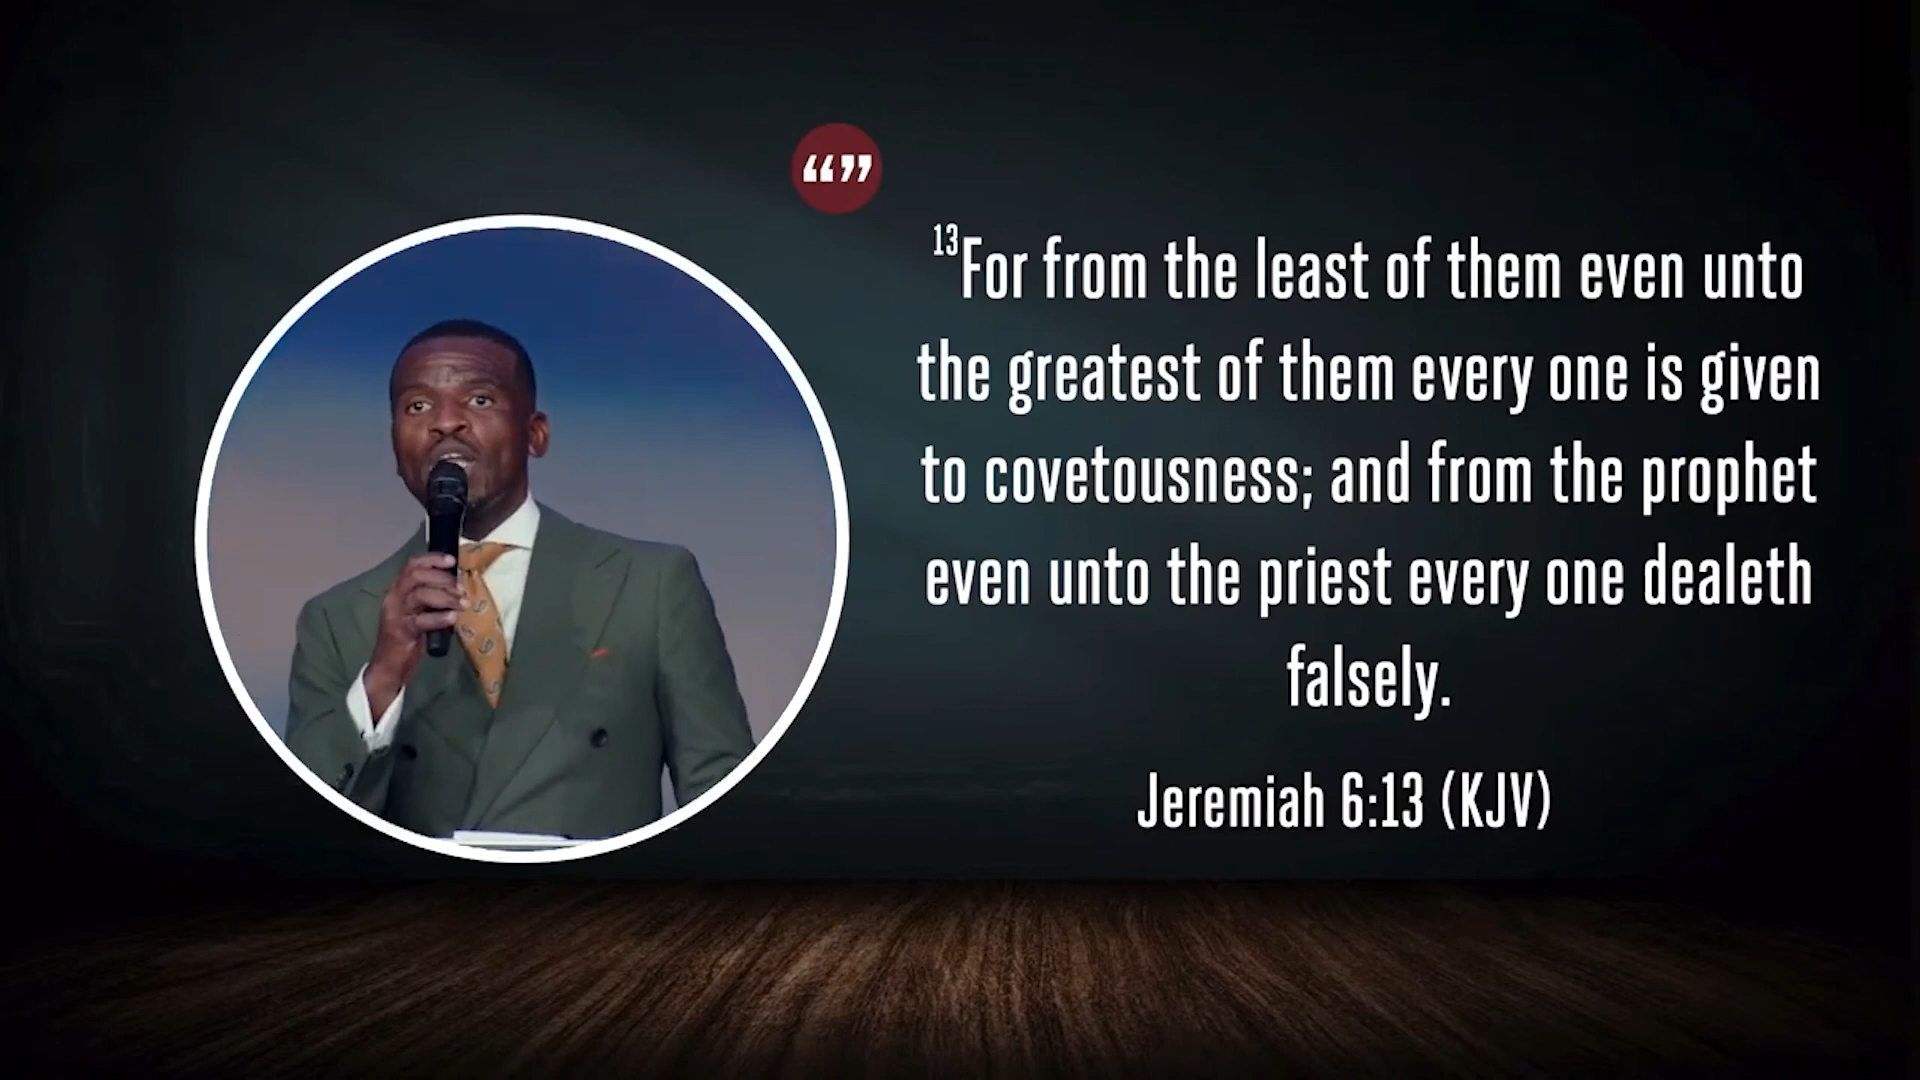 “”
13For from the least of them even unto
the greatest of them every one is given
to covetousness; and from the prophet
even unto the priest every one dealeth
falsely.
Jeremiah 6:13 (KJV)